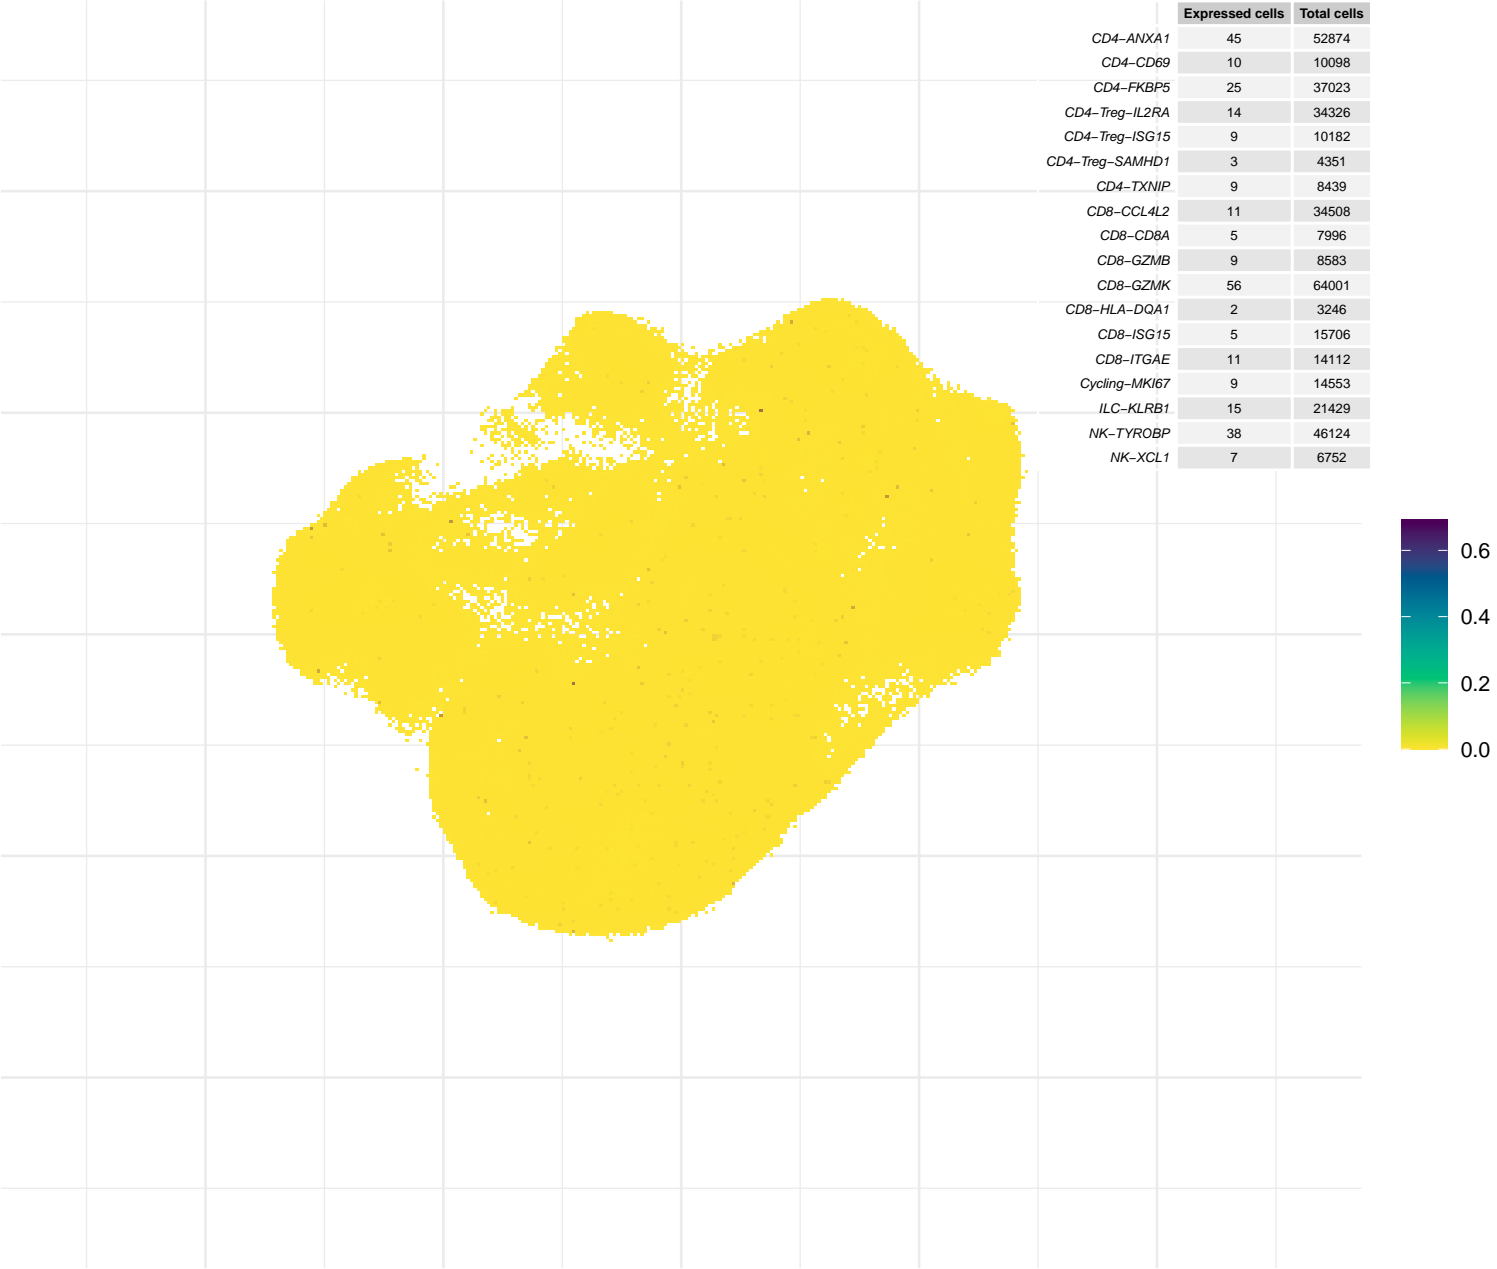 Expressed cells Total cells
CD4−ANXA1 45 52874
CD4−CD69 10 10098
CD4−FKBP5 25 37023
CD4−Treg−IL2RA 14 34326
CD4−Treg−ISG15 9 10182
CD4−Treg−SAMHD1 3 4351
CD4−TXNIP 9 8439
CD8−CCL4L2 11 34508
CD8−CD8A 5 7996
CD8−GZMB 9 8583
CD8−GZMK 56 64001
CD8−HLA−DQA1 2 3246
CD8−ISG15 5 15706
CD8−ITGAE 11 14112
Cycling−MKI67 9 14553
ILC−KLRB1 15 21429
NK−TYROBP 38 46124
NK−XCL1 7 6752
0.6
0.4
0.2
0.0